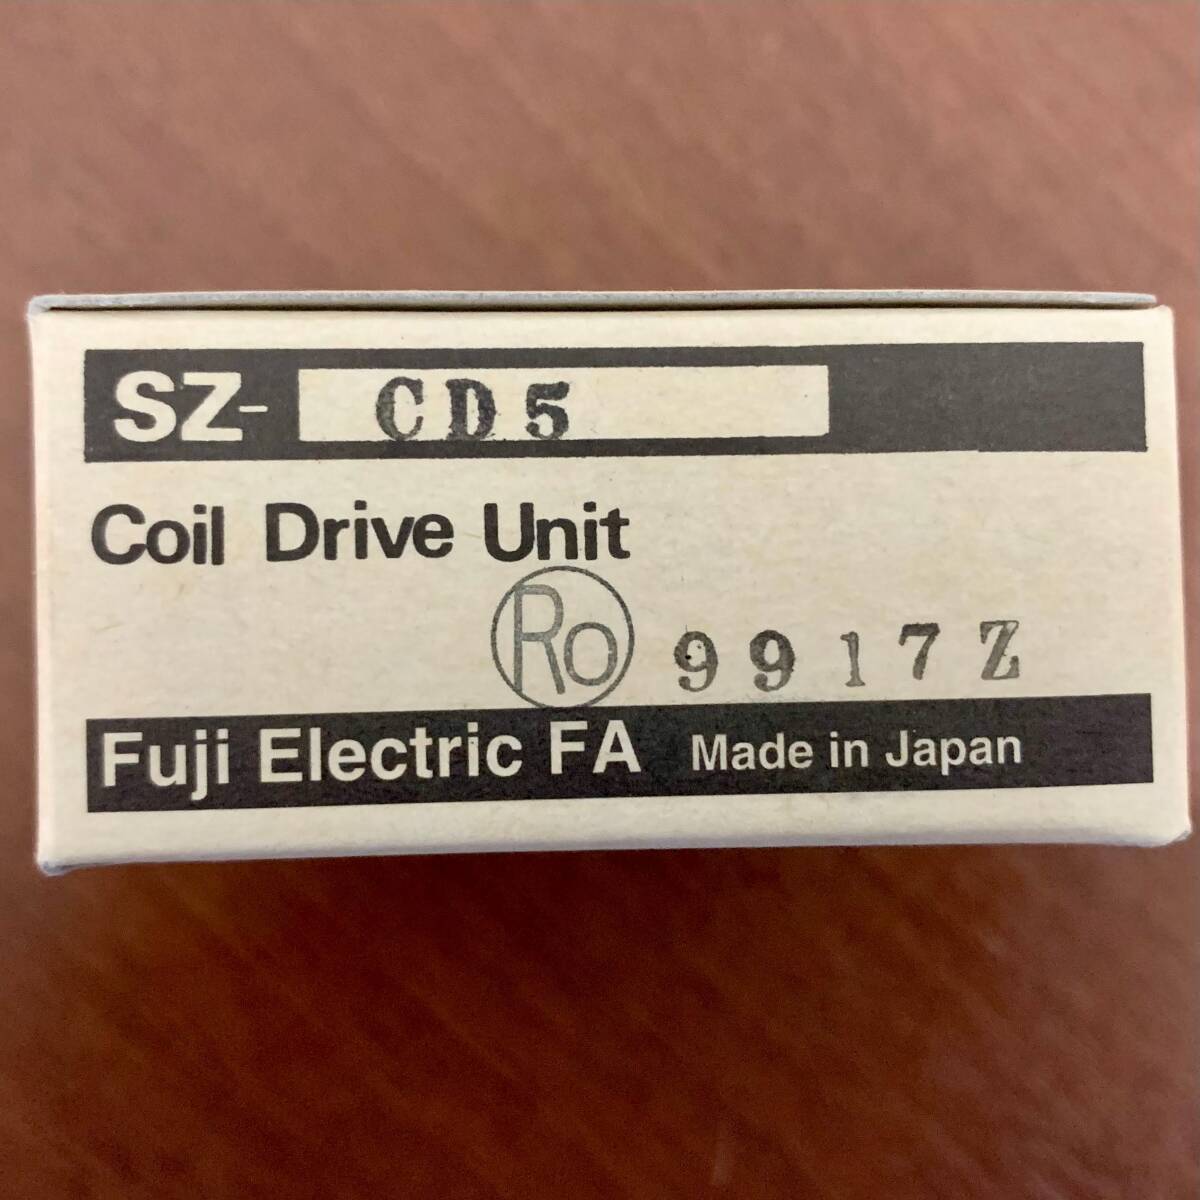 SZ- CD5
Coil Drive Unit
Ro 9917Z
Fuji Electric FA Made in Japan